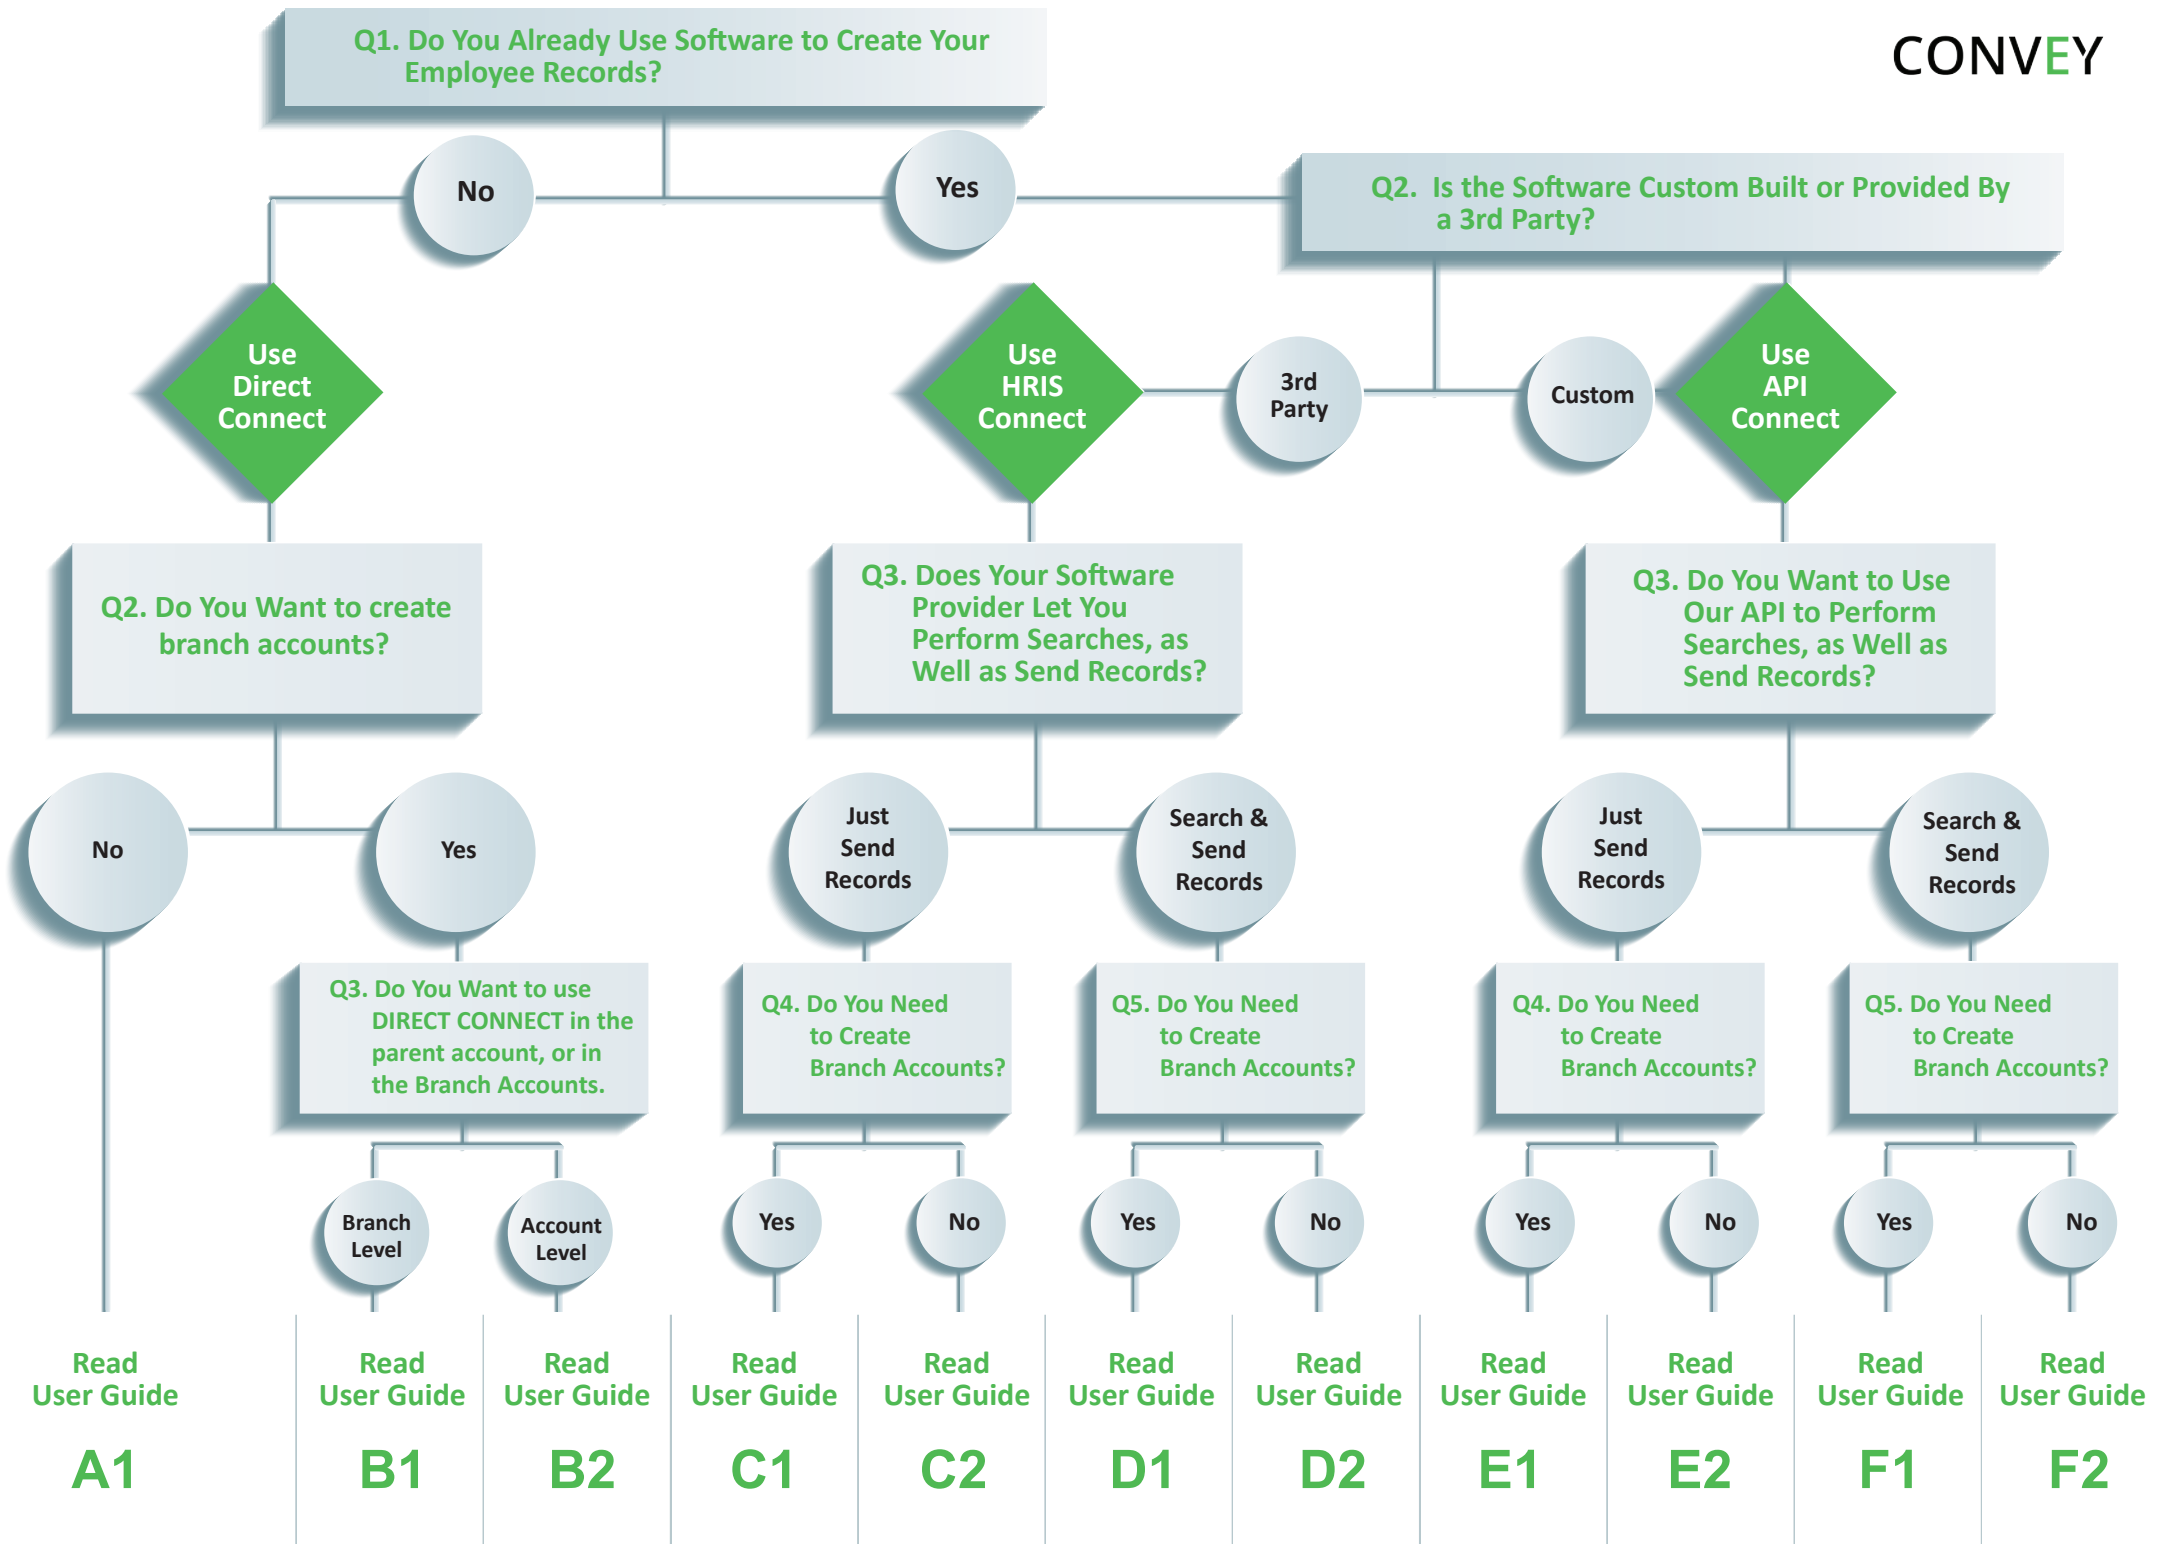 Q1. Do You Already Use Software to Create Your
Employee Records?
CONVEY
No
Yes
Q2. Is the Software Custom Built or Provided By
a 3rd Party?
Use
Direct
Connect
Use
HRIS
Connect
3rd
Party
Custom
Use
API
Connect
Q2. Do You Want to create
branch accounts?
Q3. Does Your Software
Provider Let You
Perform Searches, as
Well as Send Records?
Q3. Do You Want to Use
Our API to Perform
Searches, as Well as
Send Records?
No
Yes
Just
Send
Records
Search &
Send
Records
Just
Send
Records
Search &
Send
Records
Q3. Do You Want to use
DIRECT CONNECT in the
parent account, or in
the Branch Accounts.
Q4. Do You Need
to Create
Branch Accounts?
Q5. Do You Need
to Create
Branch Accounts?
Q4. Do You Need
to Create
Branch Accounts?
Q5. Do You Need
to Create
Branch Accounts?
Branch
Level
Account
Level
Yes
No
Yes
No
Yes
No
Yes
No
Read
User Guide
A1
Read
User Guide
B1
Read
User Guide
B2
Read
User Guide
C1
Read
User Guide
C2
Read
User Guide
D1
Read
User Guide
D2
Read
User Guide
E1
Read
User Guide
E2
Read
User Guide
F1
Read
User Guide
F2